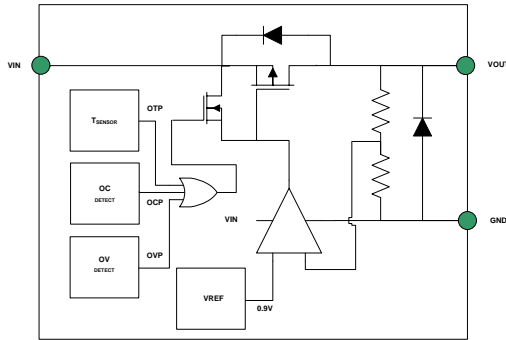 VIN
VOUT
TSENSOR
OTP
OC
DETECT
OCP
OV
DETECT
OVP
VIN
GND
VREF
0.9V